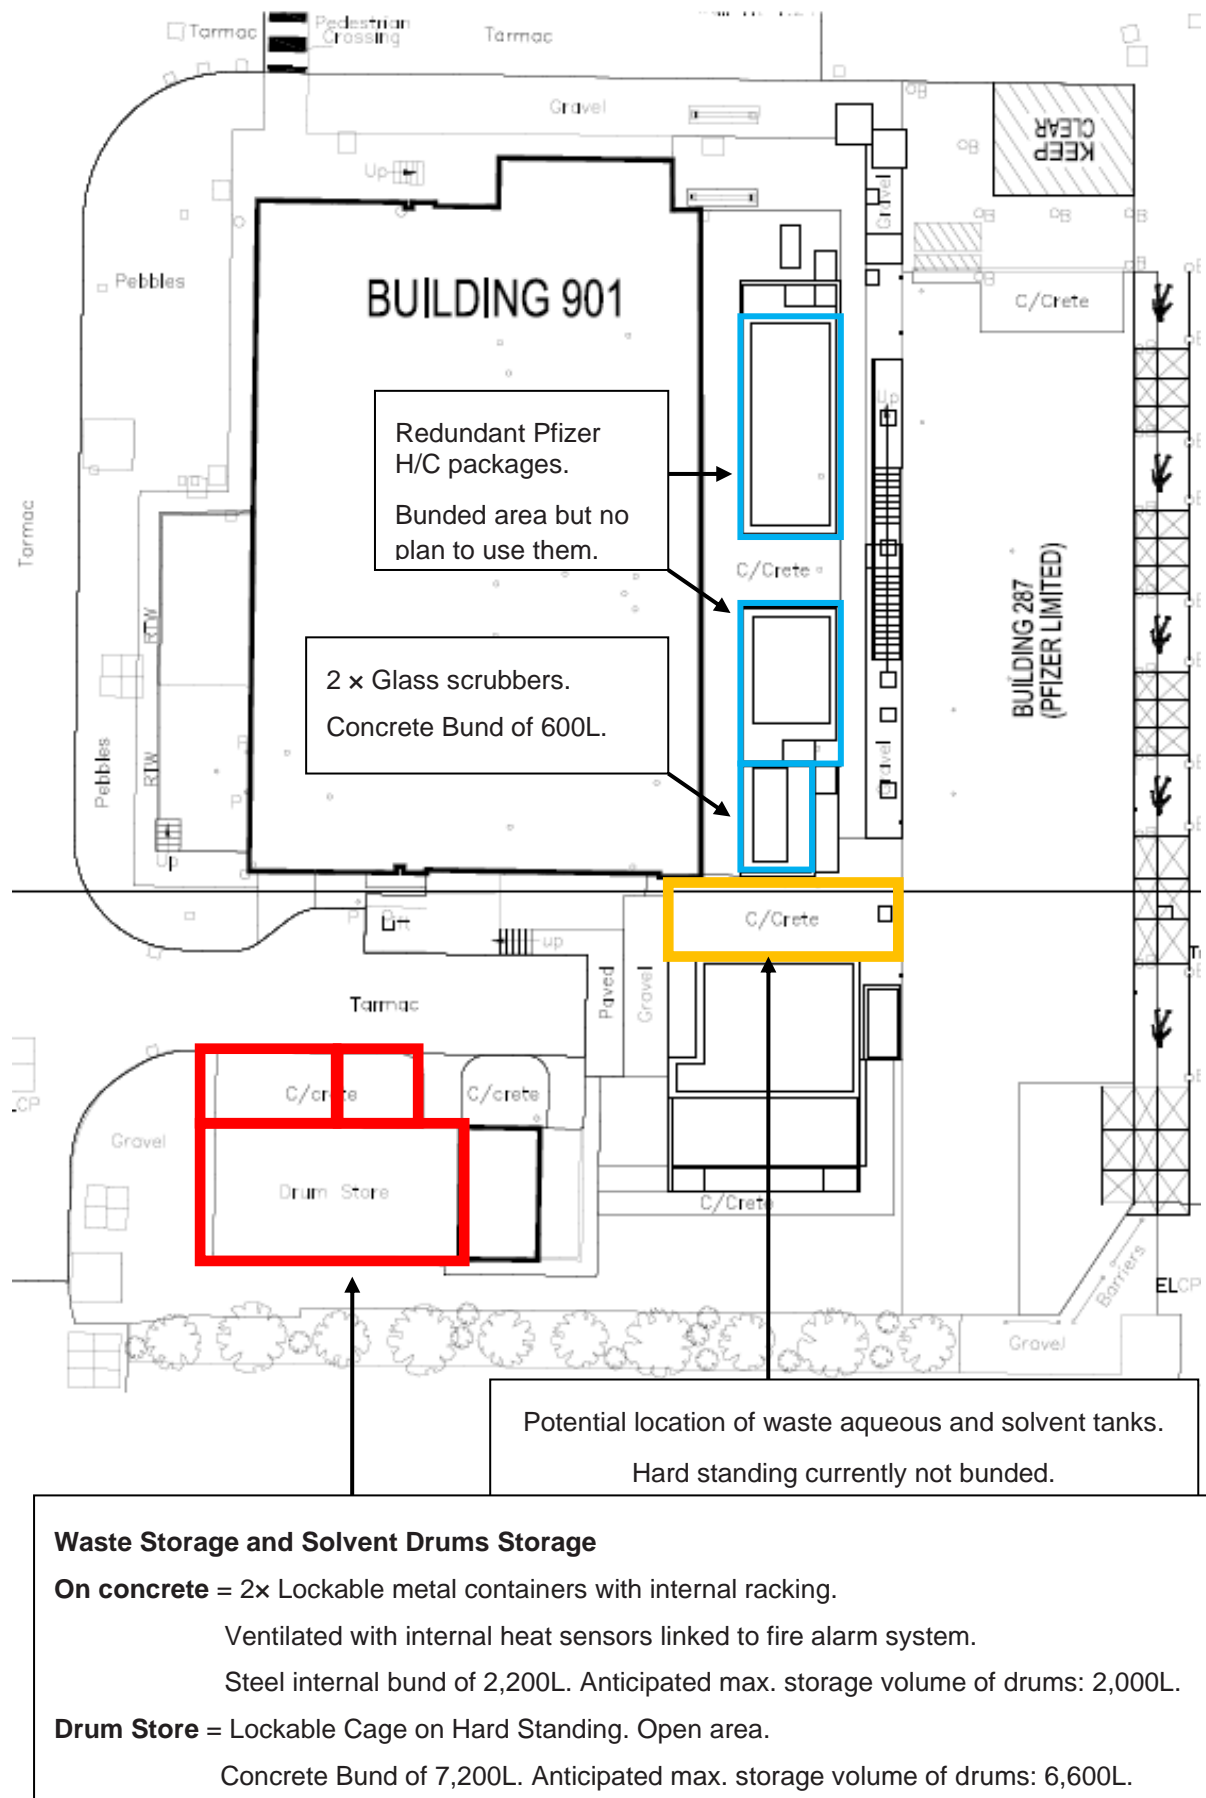 Pedestrian
Crossing
Tarmac
Tarmac
Gravel
KEEP
CLEAR
Up
Gravel
Pebbles
BUILDING 901
C/Crete
Up
Redundant Pfizer
H/C packages.
Bunded area but no
plan to use them.
Tarmac
C/Crete
BUILDING 287
(PFIZER LIMITED)
RTW
2 × Glass scrubbers.
Concrete Bund of 600L.
Pebbles
RTW
Gravel
Up
Lift
C/Crete
up
Paved
Gravel
Tarmac
C/crete
C/crete
CP
Gravel
Drum Store
C/Crete
Barriers
ELCP
Gravel
Potential location of waste aqueous and solvent tanks.
Hard standing currently not bunded.
Waste Storage and Solvent Drums Storage
On concrete = 2× Lockable metal containers with internal racking.
Ventilated with internal heat sensors linked to fire alarm system.
Steel internal bund of 2,200L. Anticipated max. storage volume of drums: 2,000L.
Drum Store = Lockable Cage on Hard Standing. Open area.
Concrete Bund of 7,200L. Anticipated max. storage volume of drums: 6,600L.